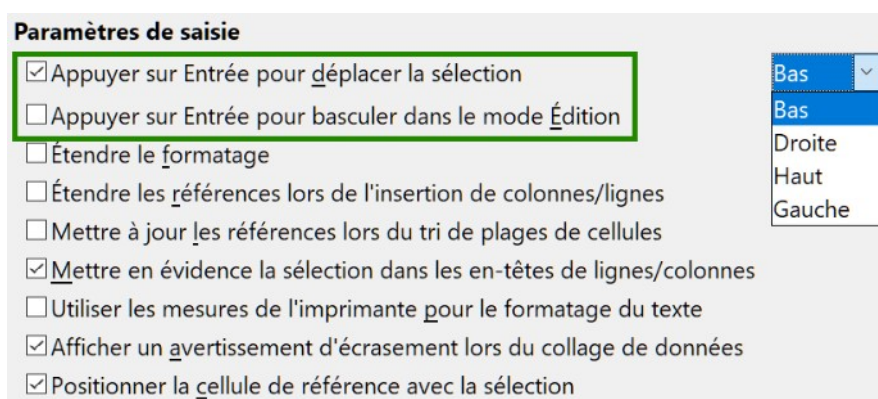 Paramètres de saisie
Appuyer sur Entrée pour déplacer la sélection
Bas
Appuyer sur Entrée pour basculer dans le mode Édition
Bas
Étendre le formatage
Droite
Étendre les références lors de l'insertion de colonnes/lignes
Haut
Mettre à jour les références lors du tri de plages de cellules
Gauche
Mettre en évidence la sélection dans les en-têtes de lignes/colonnes
Utiliser les mesures de l'imprimante pour le formatage du texte
Afficher un avertissement d'écrasement lors du collage de données
Positionner la cellule de référence avec la sélection